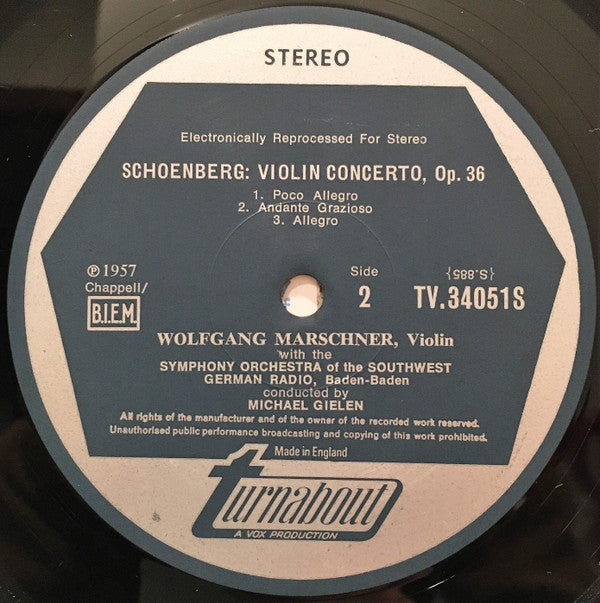 STEREO
Electronically Reprocessed For Stereo
SCHOENBERG: VIOLIN CONCERTO, Op. 36
1. Poco Allegro
2. Andante Grazioso
3. Allegro
℗ 1957
Chappell/
B.I.E.M.
Side
2
{S.885}
TV.34051S
WOLFGANG MARSCHNER, Violin
with the
SYMPHONY ORCHESTRA of the SOUTHWEST
GERMAN RADIO, Baden-Baden
conducted by
MICHAEL GIELEN
All rights of the manufacturer and of the owner of the recorded work reserved.
Unauthorised public performance broadcasting and copying of this work prohibited.
Made in England
turnabout
A VOX PRODUCTION